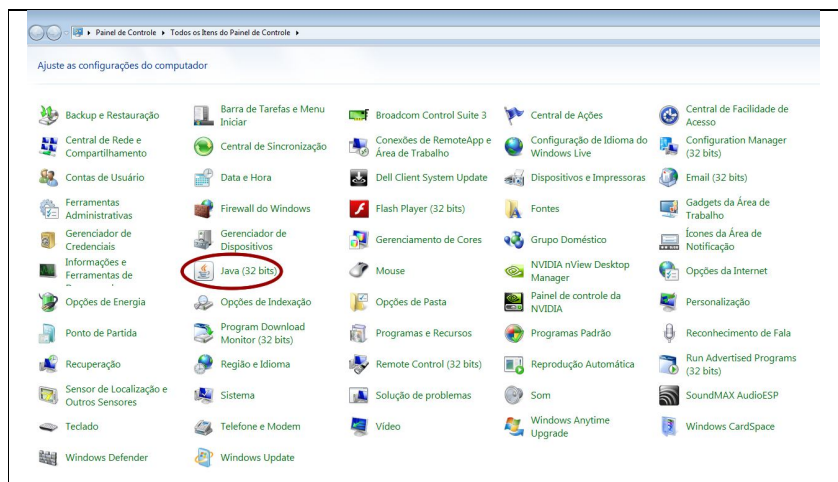 Painel de Controle ▸ Todos os Itens do Painel de Controle ▸
Ajuste as configurações do computador
Backup e Restauração
Barra de Tarefas e Menu
Iniciar
Broadcom Control Suite 3
Central de Ações
Central de Facilidade de
Acesso
Central de Rede e
Compartilhamento
Central de Sincronização
Conexões de RemoteApp e
Área de Trabalho
Configuração de Idioma do
Windows Live
Configuration Manager
(32 bits)
Contas de Usuário
Data e Hora
Dell Client System Update
Dispositivos e Impressoras
Email (32 bits)
Ferramentas
Administrativas
Firewall do Windows
Flash Player (32 bits)
Fontes
Gadgets da Área de
Trabalho
Gerenciador de
Credenciais
Gerenciador de
Dispositivos
Gerenciamento de Cores
Grupo Doméstico
Ícones da Área de
Notificação
Informações e
Ferramentas de
Java (32 bits)
Mouse
NVIDIA nView Desktop
Manager
Opções da Internet
Opções de Energia
Opções de Indexação
Opções de Pasta
Painel de controle da
NVIDIA
Personalização
Ponto de Partida
Program Download
Monitor (32 bits)
Programas e Recursos
Programas Padrão
Reconhecimento de Fala
Recuperação
Região e Idioma
Remote Control (32 bits)
Reprodução Automática
Run Advertised Programs
(32 bits)
Sensor de Localização e
Outros Sensores
Sistema
Solução de problemas
Som
SoundMAX AudioESP
Teclado
Telefone e Modem
Vídeo
Windows Anytime
Upgrade
Windows CardSpace
Windows Defender
Windows Update